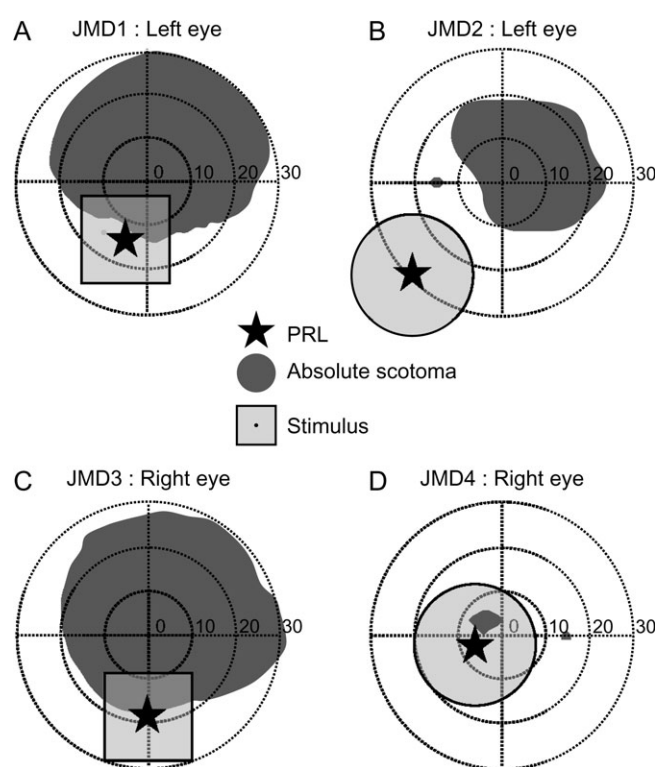 A JMD1 : Left eye
0 10 20 30
B JMD2 : Left eye
0 10 20 30
PRL
Absolute scotoma
Stimulus
C JMD3 : Right eye
0 10 20 30
D JMD4 : Right eye
0 10 20 30